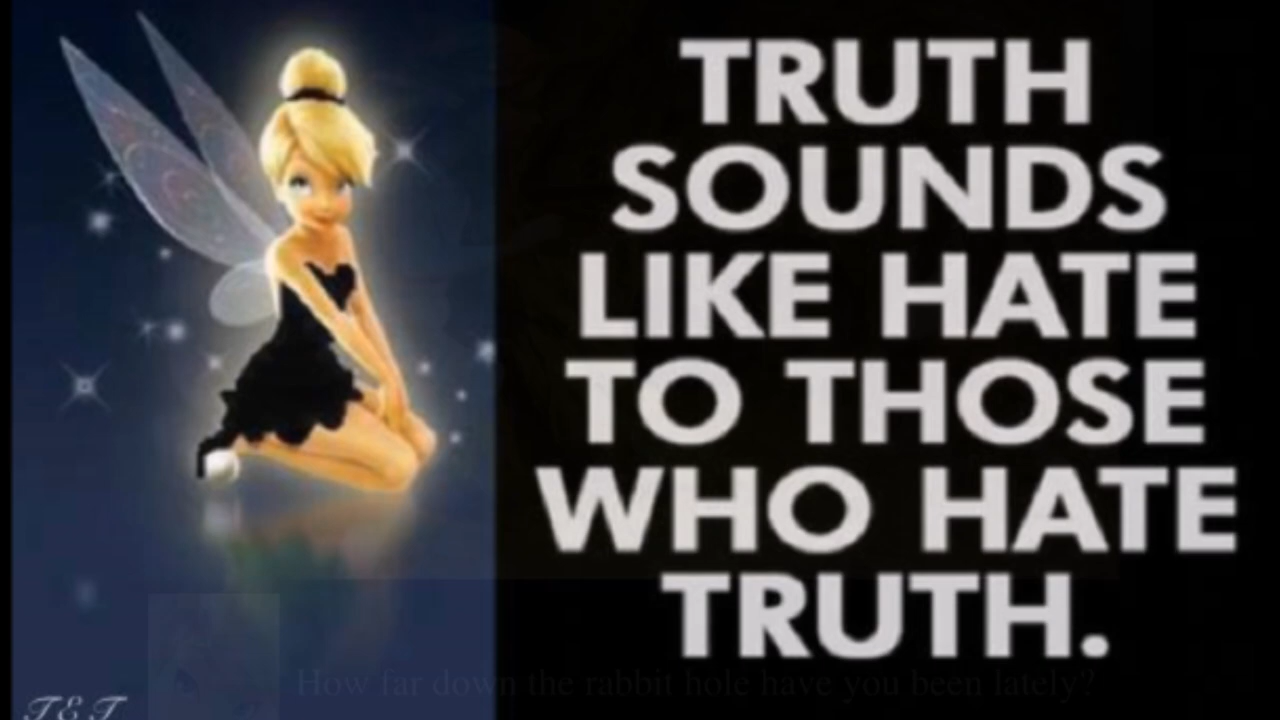 TRUTH
SOUNDS
LIKE HATE
TO THOSE
WHO HATE
TRUTH.
How far down the rabbit hole have you been lately?
T&T